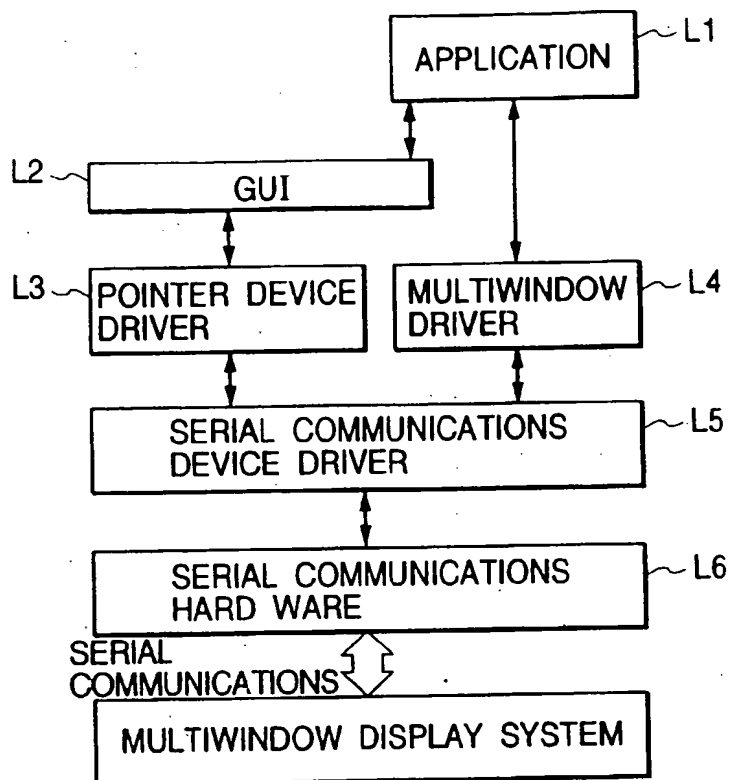 APPLICATION
L1
L2
GUI
L3
POINTER DEVICE
DRIVER
MULTIWINDOW
DRIVER
L4
SERIAL COMMUNICATIONS
DEVICE DRIVER
L5
SERIAL COMMUNICATIONS
HARD WARE
L6
SERIAL
COMMUNICATIONS
MULTIWINDOW DISPLAY SYSTEM